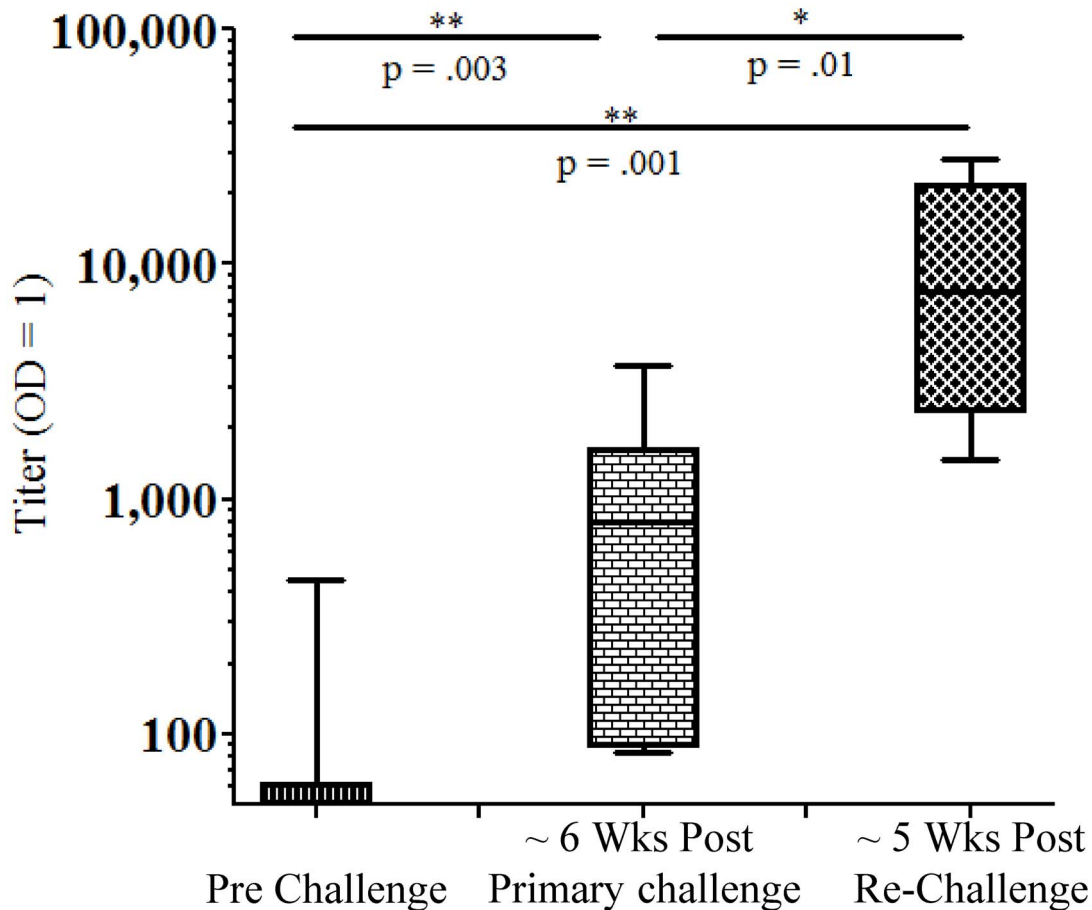 100,000
**
*
p = .003
p = .01
**
p = .001
10,000
Titer (OD = 1)
1,000
100
~ 6 Wks Post
~ 5 Wks Post
Pre Challenge
Primary challenge
Re-Challenge